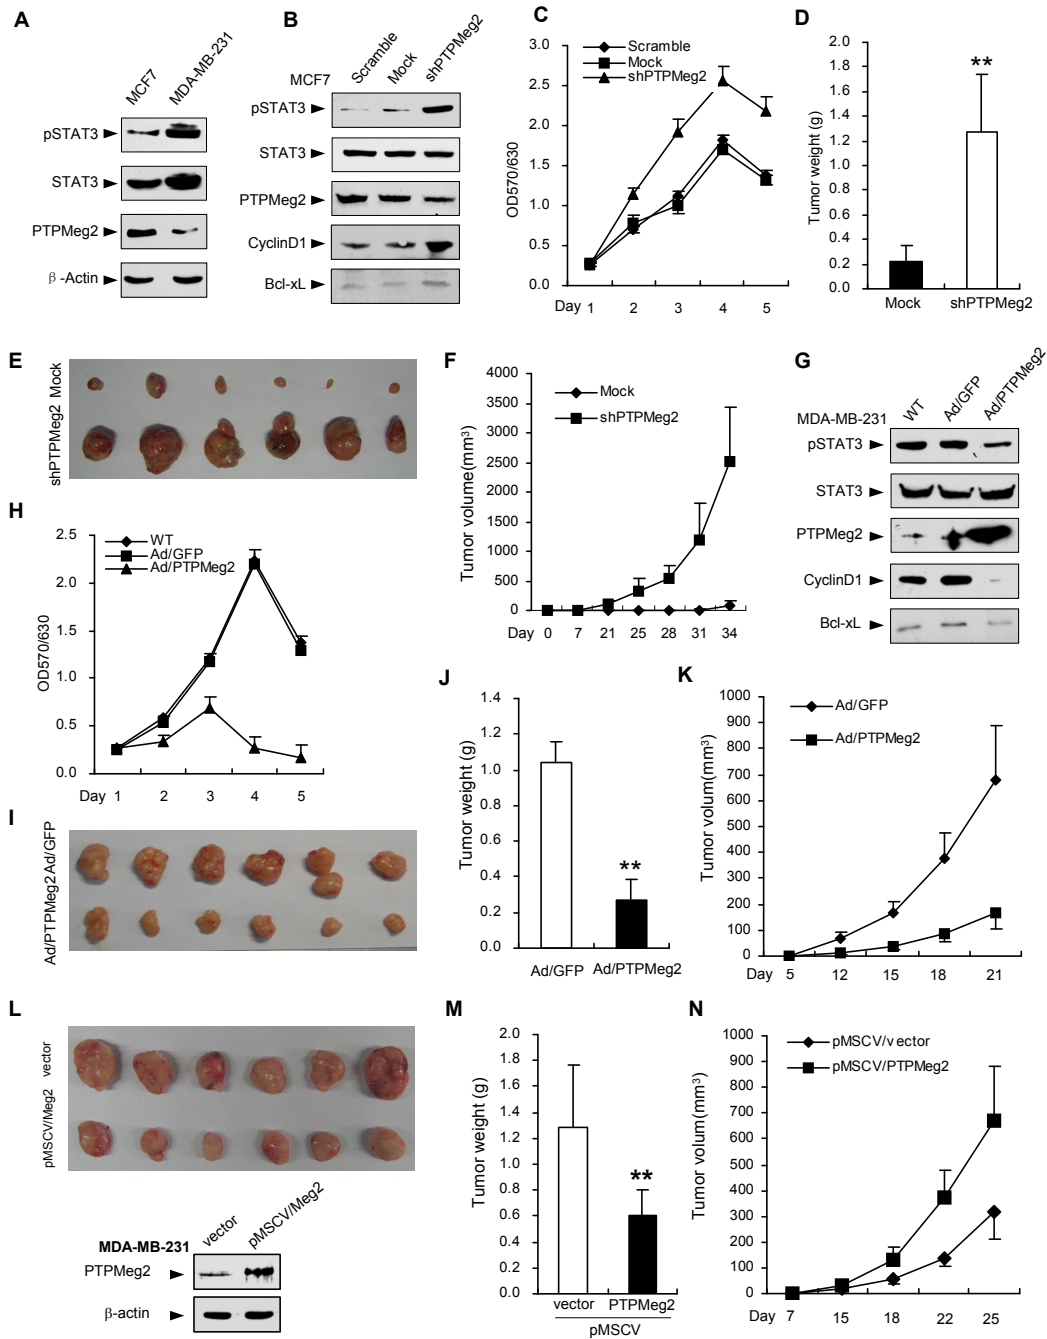 A
MCF7
MDA-MB-231
pSTAT3
STAT3
PTPMeg2
β-Actin
B
MCF7
Scramble
Mock
shPTPMeg2
pSTAT3
STAT3
PTPMeg2
CyclinD1
Bcl-xL
C
Scramble
Mock
shPTPMeg2
OD570/630
3.0
2.5
2.0
1.5
1.0
0.5
0.0
Day 1 2 3 4 5
D
**
Tumor weight (g)
2.0
1.8
1.6
1.4
1.2
1.0
0.8
0.6
0.4
0.2
0.0
Mock shPTPMeg2
E
Mock
shPTPMeg2
F
Mock
shPTPMeg2
Tumor volume(mm³)
4000
3500
3000
2500
2000
1500
1000
500
0
Day 0 7 21 25 28 31 34
G
MDA-MB-231
WT
Ad/GFP
Ad/PTPMeg2
pSTAT3
STAT3
PTPMeg2
CyclinD1
Bcl-xL
H
WT
Ad/GFP
Ad/PTPMeg2
OD570/630
2.5
2.0
1.5
1.0
0.5
0.0
Day 1 2 3 4 5
I
Ad/GFP
Ad/PTPMeg2
J
Tumor weight (g)
1.4
1.2
1.0
0.8
0.6
0.4
0.2
0.0
**
Ad/GFP Ad/PTPMeg2
K
Ad/GFP
Ad/PTPMeg2
Tumor volum(mm³)
1000
900
800
700
600
500
400
300
200
100
0
Day 5 12 15 18 21
L
vector
pMSCV/Meg2
MDA-MB-231
vector
pMSCV/Meg2
PTPMeg2
β-actin
M
Tumor weight (g)
2.0
1.8
1.6
1.4
1.2
1.0
0.8
0.6
0.4
0.2
0.0
**
vector PTPMeg2
pMSCV
N
pMSCV/vector
pMSCV/PTPMeg2
Tumor volum(mm³)
1000
900
800
700
600
500
400
300
200
100
0
Day 7 15 18 22 25